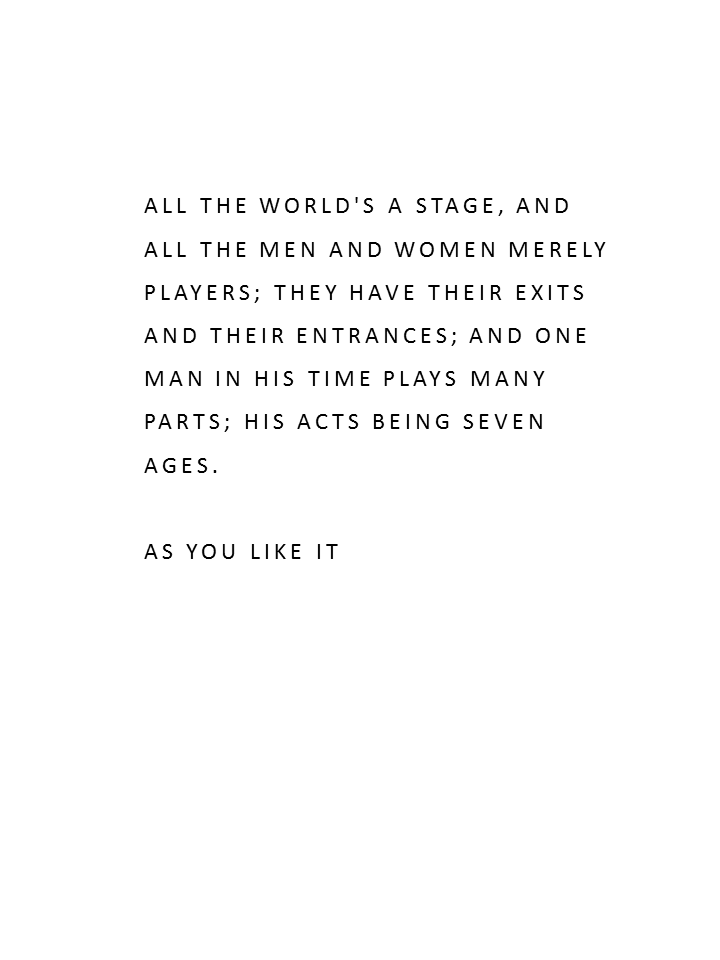 ALL THE WORLD'S A STAGE, AND
ALL THE MEN AND WOMEN MERELY
PLAYERS; THEY HAVE THEIR EXITS
AND THEIR ENTRANCES; AND ONE
MAN IN HIS TIME PLAYS MANY
PARTS; HIS ACTS BEING SEVEN
AGES.
AS YOU LIKE IT